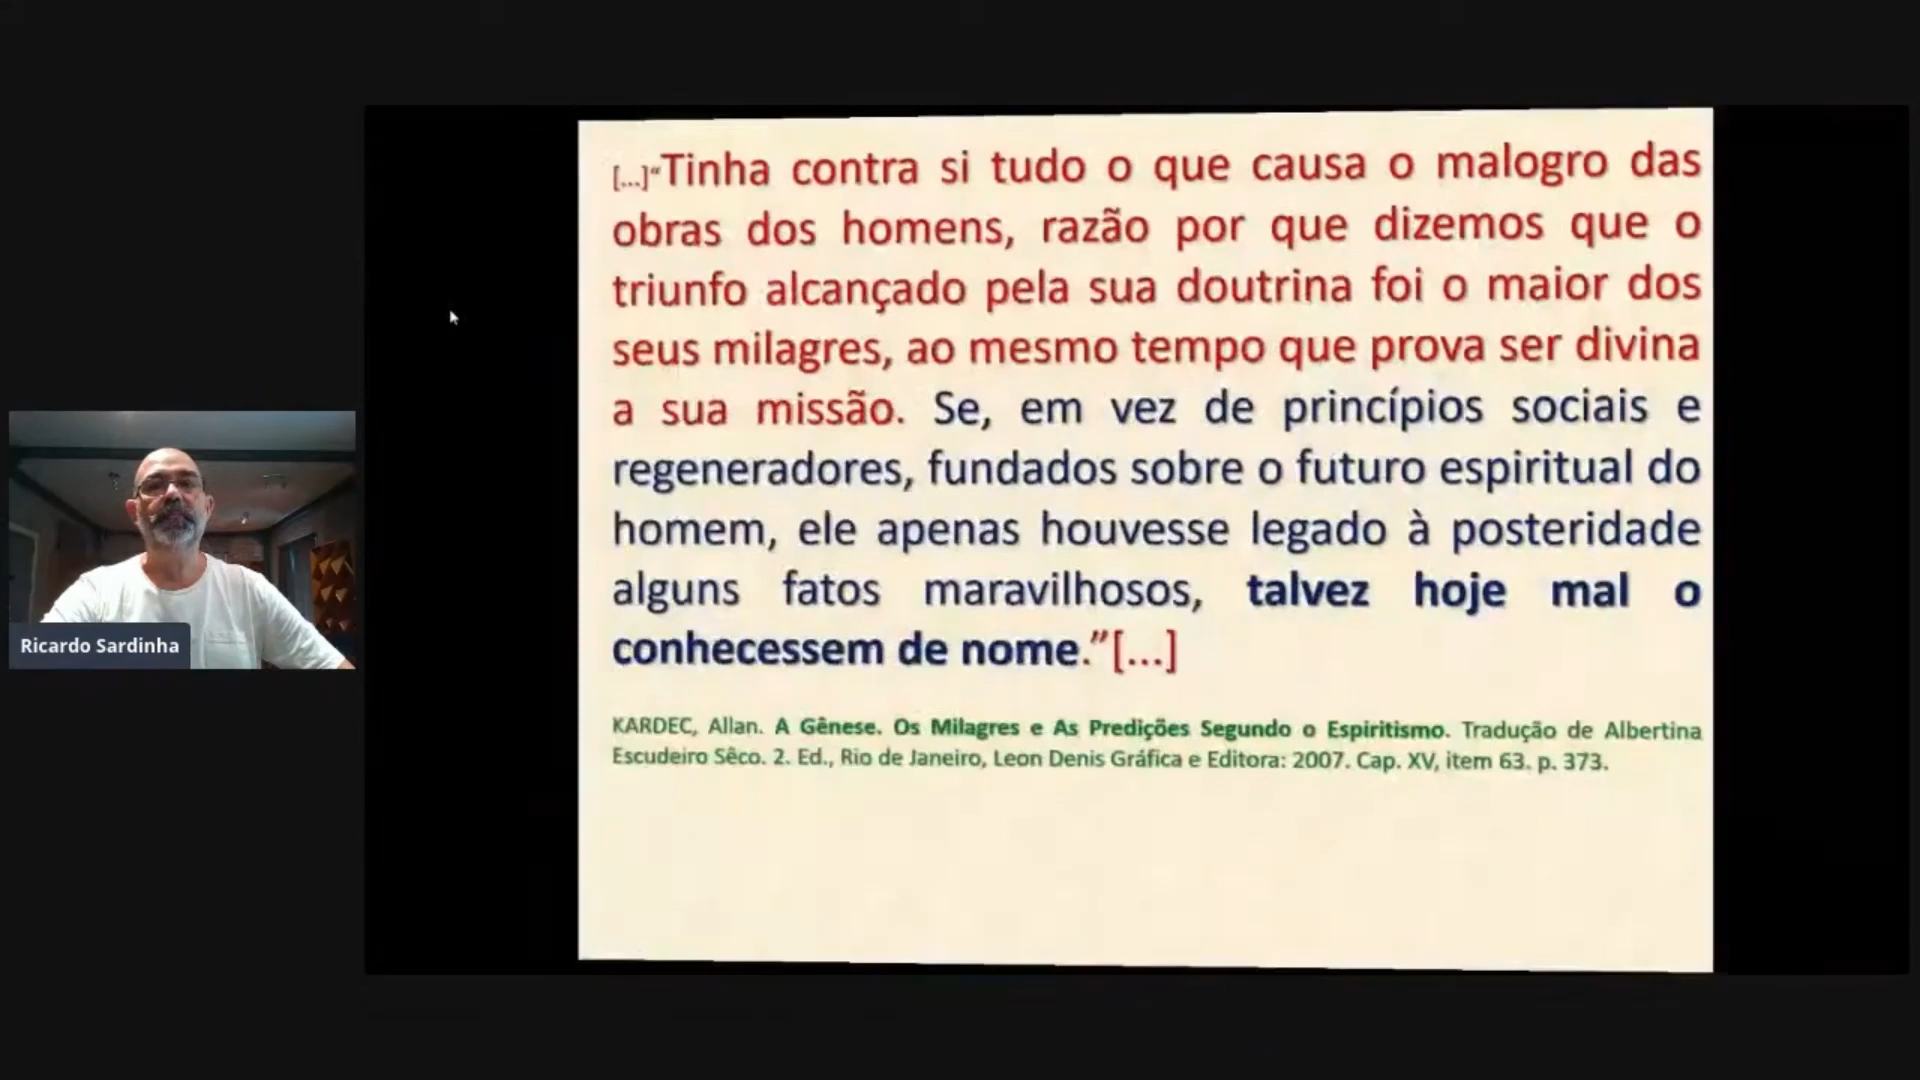 [...]“Tinha contra si tudo o que causa o malogro das
obras dos homens, razão por que dizemos que o
triunfo alcançado pela sua doutrina foi o maior dos
seus milagres, ao mesmo tempo que prova ser divina
a sua missão. Se, em vez de princípios sociais e
regeneradores, fundados sobre o futuro espiritual do
homem, ele apenas houvesse legado à posteridade
alguns fatos maravilhosos, talvez hoje mal o
conhecessem de nome.”[...]
KARDEC, Allan. A Gênese. Os Milagres e As Predições Segundo o Espiritismo. Tradução de Albertina
Escudeiro Sêco. 2. Ed., Rio de Janeiro, Leon Denis Gráfica e Editora: 2007. Cap. XV, item 63. p. 373.
Ricardo Sardinha